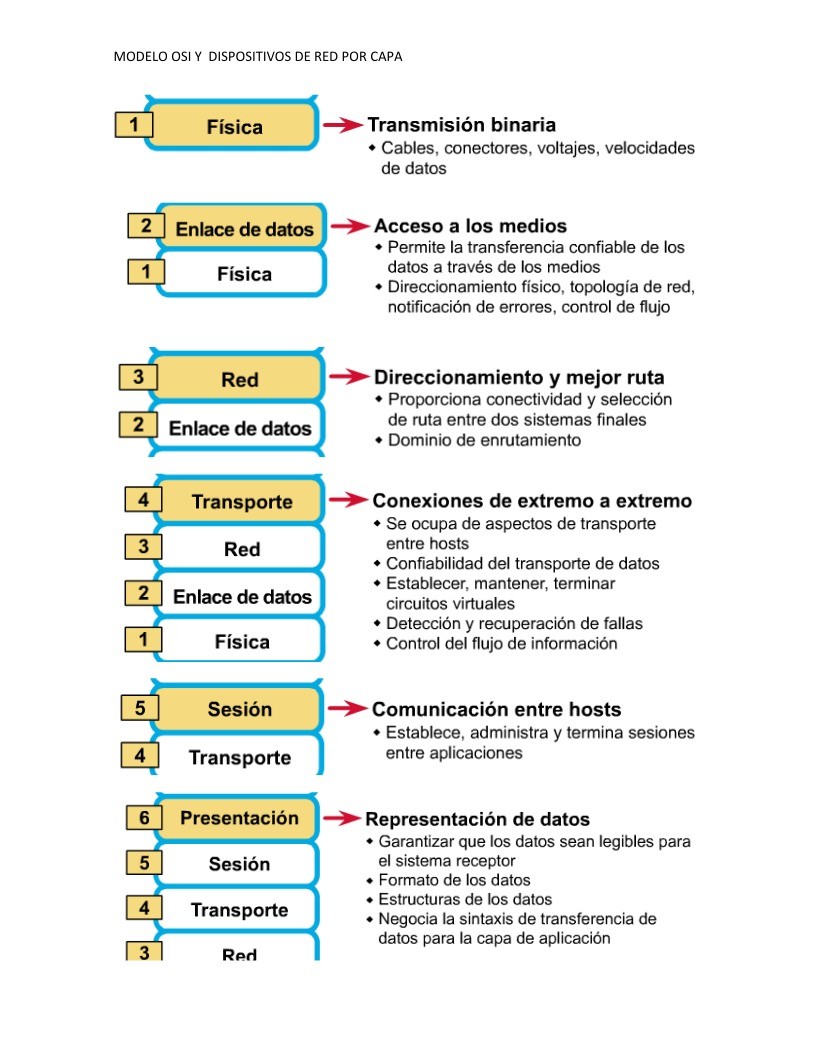 MODELO OSI Y  DISPOSITIVOS DE RED POR CAPA
1 Física
Transmisión binaria
◆ Cables, conectores, voltajes, velocidades
de datos
2 Enlace de datos
1 Física
Acceso a los medios
◆ Permite la transferencia confiable de los
datos a través de los medios
◆ Direccionamiento físico, topología de red,
notificación de errores, control de flujo
3 Red
2 Enlace de datos
Direccionamiento y mejor ruta
◆ Proporciona conectividad y selección
de ruta entre dos sistemas finales
◆ Dominio de enrutamiento
4 Transporte
3 Red
2 Enlace de datos
1 Física
Conexiones de extremo a extremo
◆ Se ocupa de aspectos de transporte
entre hosts
◆ Confiabilidad del transporte de datos
◆ Establecer, mantener, terminar
circuitos virtuales
◆ Detección y recuperación de fallas
◆ Control del flujo de información
5 Sesión
4 Transporte
Comunicación entre hosts
◆ Establece, administra y termina sesiones
entre aplicaciones
6 Presentación
5 Sesión
4 Transporte
3 Red
Representación de datos
◆ Garantizar que los datos sean legibles para
el sistema receptor
◆ Formato de los datos
◆ Estructuras de los datos
◆ Negocia la sintaxis de transferencia de
datos para la capa de aplicación